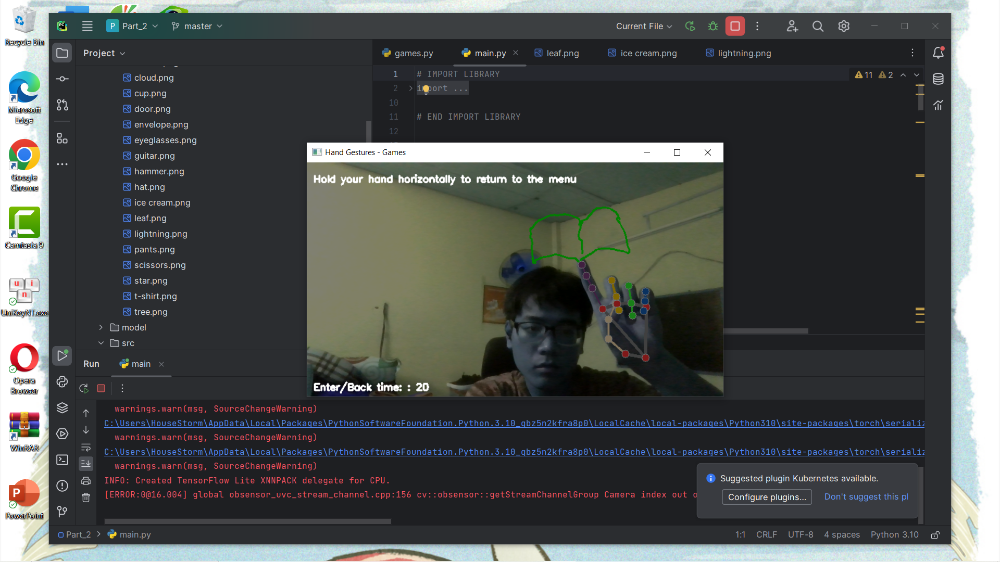 Recycle Bin
Microsoft Edge
Google Chrome
Camtasia 9
UniKeyNT.exe
Opera Browser
WinRAR
PowerPoint
P Part_2
master
Current File
Project
cloud.png
cup.png
door.png
envelope.png
eyeglasses.png
guitar.png
hammer.png
hat.png
ice cream.png
leaf.png
lightning.png
pants.png
scissors.png
star.png
t-shirt.png
tree.png
model
src
games.py
main.py
leaf.png
ice cream.png
lightning.png
1 # IMPORT LIBRARY
11 2
2 import ...
10
11 # END IMPORT LIBRARY
12
Hand Gestures - Games
Hold your hand horizontally to return to the menu
Enter/Back time: : 20
Run main
warnings.warn(msg, SourceChangeWarning)
C:\Users\HouseStorm\AppData\Local\Packages\PythonSoftwareFoundation.Python.3.10_qbz5n2kfra8p0\LocalCache\local-packages\Python310\site-packages\torch\serializ
warnings.warn(msg, SourceChangeWarning)
C:\Users\HouseStorm\AppData\Local\Packages\PythonSoftwareFoundation.Python.3.10_qbz5n2kfra8p0\LocalCache\local-packages\Python310\site-packages\torch\serializ
warnings.warn(msg, SourceChangeWarning)
INFO: Created TensorFlow Lite XNNPACK delegate for CPU.
[ERROR:0@16.004] global obsensor_uvc_stream_channel.cpp:156 cv::obsensor::getStreamChannelGroup Camera index out o
Suggested plugin Kubernetes available.
Configure plugins...
Don't suggest this pl
Part_2 > main.py
1:1
CRLF
UTF-8
4 spaces
Python 3.10